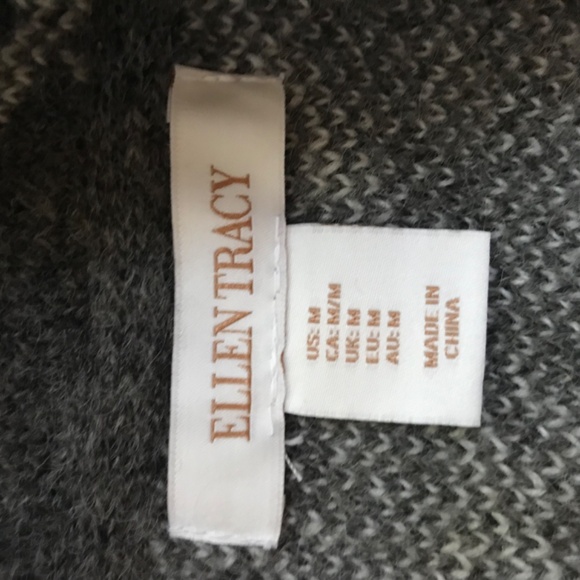 ELLEN TRACY
US: M
CA: M/M
UK: M
EU: M
AU: M
MADE IN
CHINA